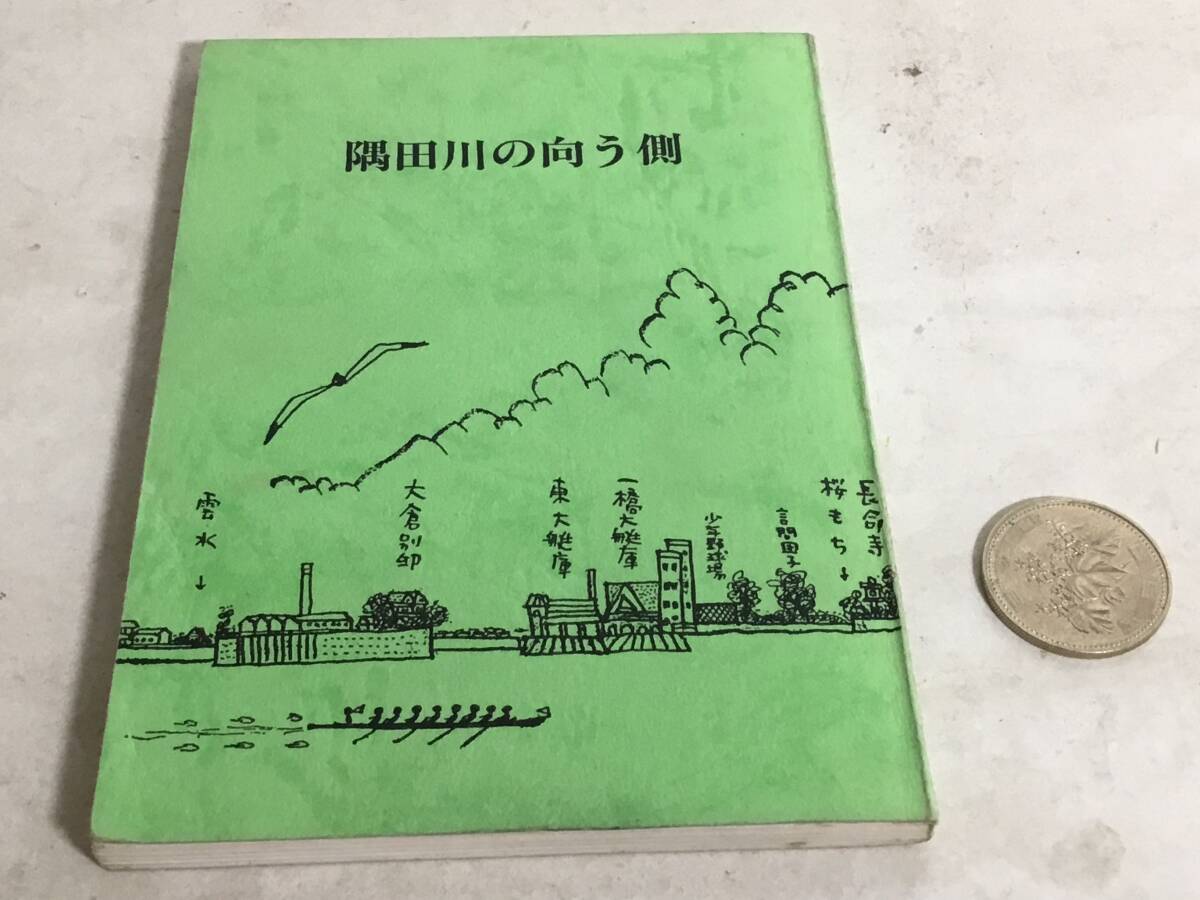 隅田川の向う側
雲水
大倉別邸
東大艇庫
一橋大艇庫
少年野球場
言問団子
長命寺
桜もち